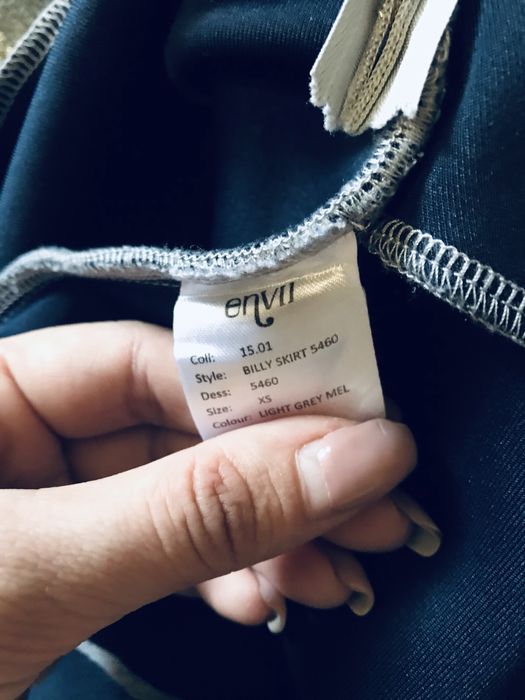 envii
Coll: 15.01
Style: BILLY SKIRT 5460
Dess: 5460
Size: XS
Colour: LIGHT GREY MEL